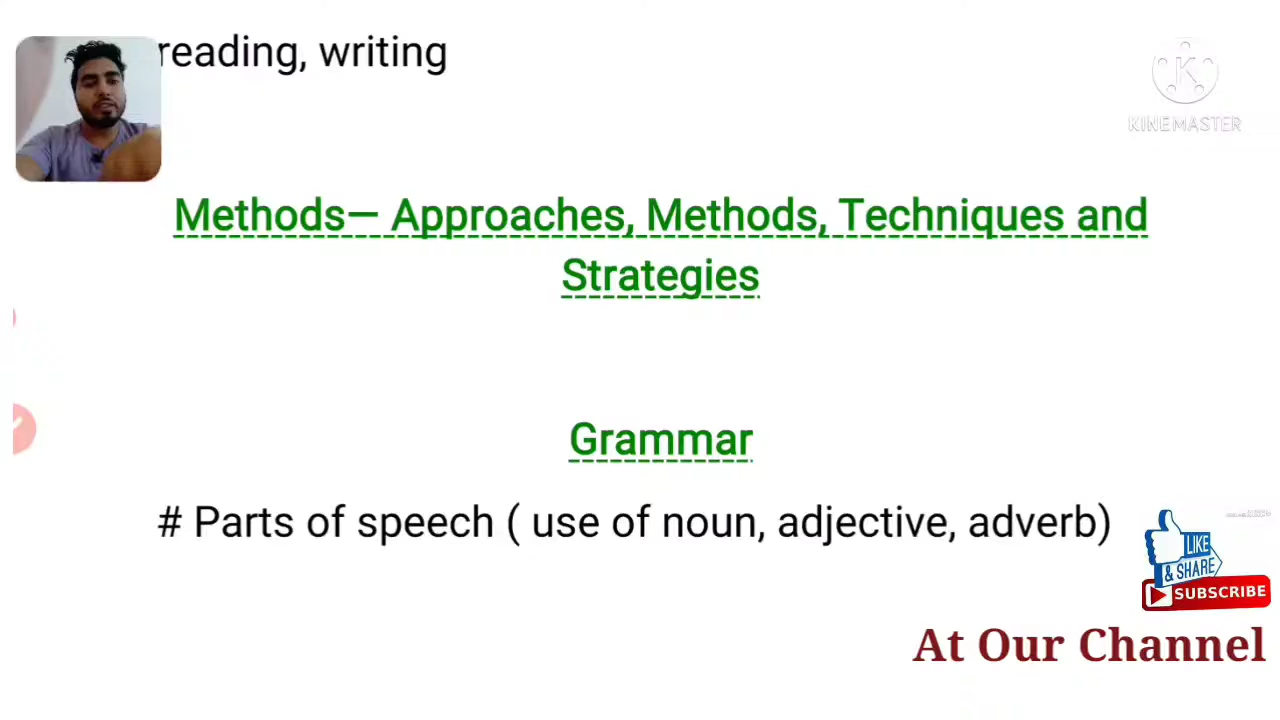 reading, writing
KINEMASTER
Methods— Approaches, Methods, Techniques and
Strategies
Grammar
# Parts of speech ( use of noun, adjective, adverb)
LIKE
& SHARE
SUBSCRIBE
At Our Channel